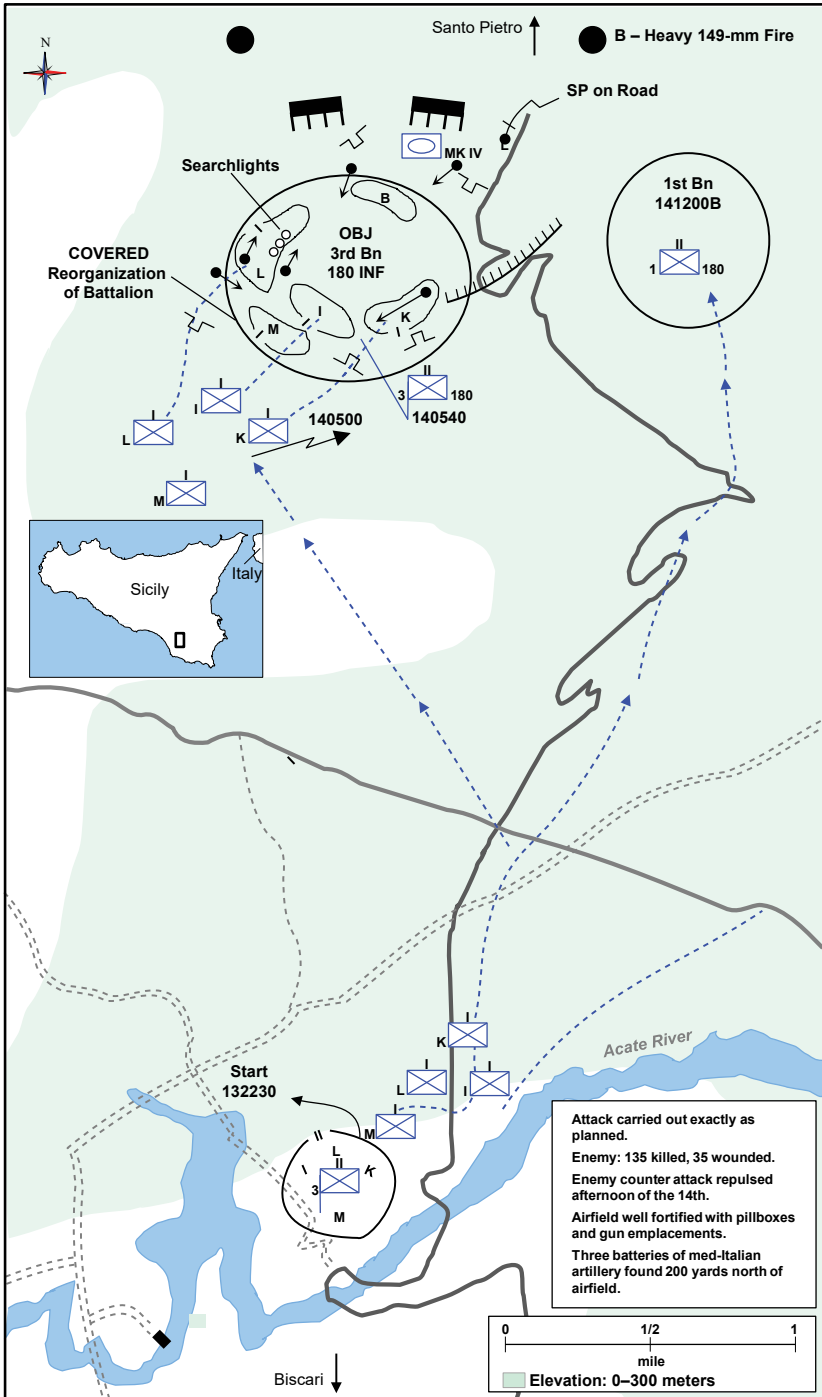 Santo Pietro
B – Heavy 149-mm Fire
N
SP on Road
L
MK IV
Searchlights
B
1st Bn
141200B
OBJ
3rd Bn
180 INF
II
1 180
COVERED
Reorganization
of Battalion
I
L
I
K
I
M
I
II
3 180
I
L
I
I
I
K
140500
140540
I
M
Sicily
Italy
I
I
K
Acate River
Start
132230
I
L
I
I
I
M
II
L
I
K
II
3
M
Attack carried out exactly as
planned.
Enemy: 135 killed, 35 wounded.
Enemy counter attack repulsed
afternoon of the 14th.
Airfield well fortified with pillboxes
and gun emplacements.
Three batteries of med-Italian
artillery found 200 yards north of
airfield.
0 1/2 1
mile
Elevation: 0–300 meters
Biscari